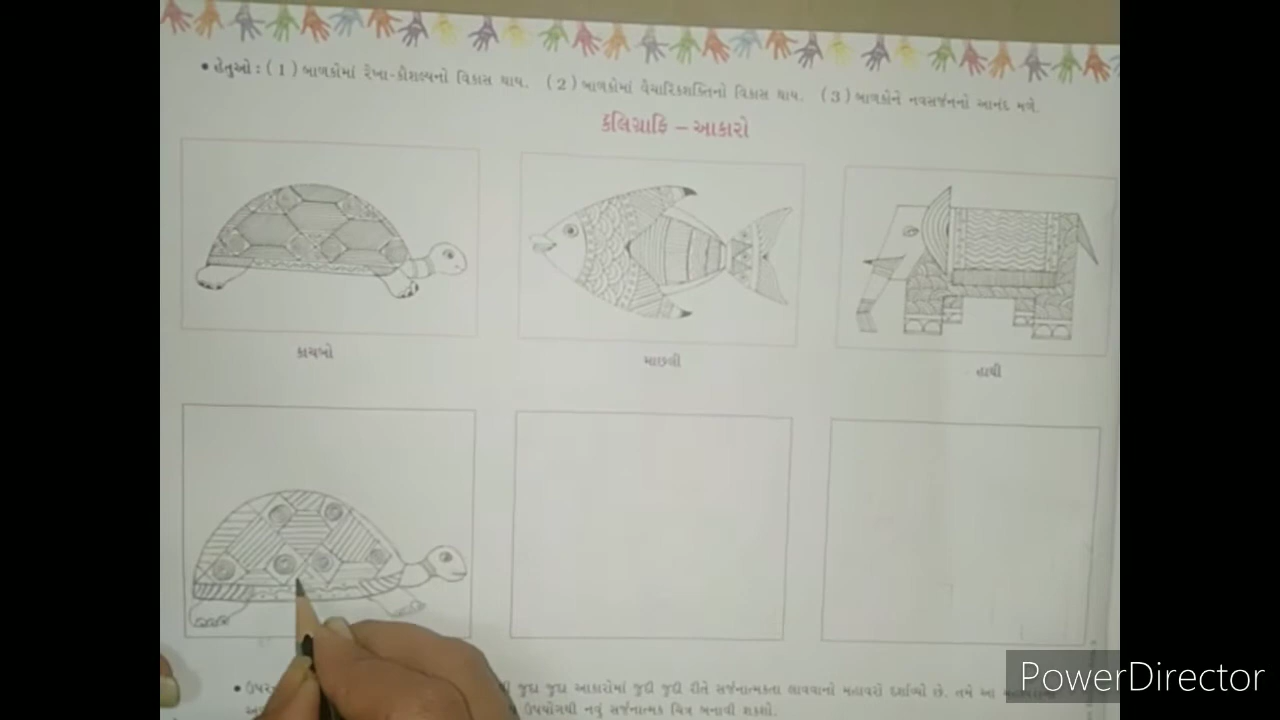 • હેતુઓ : (1) બાળકોમાં રેખા-કૌશલ્યનો વિકાસ થાય. (2) બાળકોમાં વૈચારિકશક્તિનો વિકાસ થાય. (3) બાળકોને નવસર્જનનો આનંદ મળે.
કલિગ્રાફિ – આકારો
કાચબો
માછલી
હાથી
જુદા જુદા આકારોમાં જુદી જુદી રીતે સર્જનાત્મકતા લાવવાનો મહાવરો દર્શાવ્યો છે. તમે આ
ઉપયોગથી નવું સર્જનાત્મક ચિત્ર બનાવી શકશો.
PowerDirector